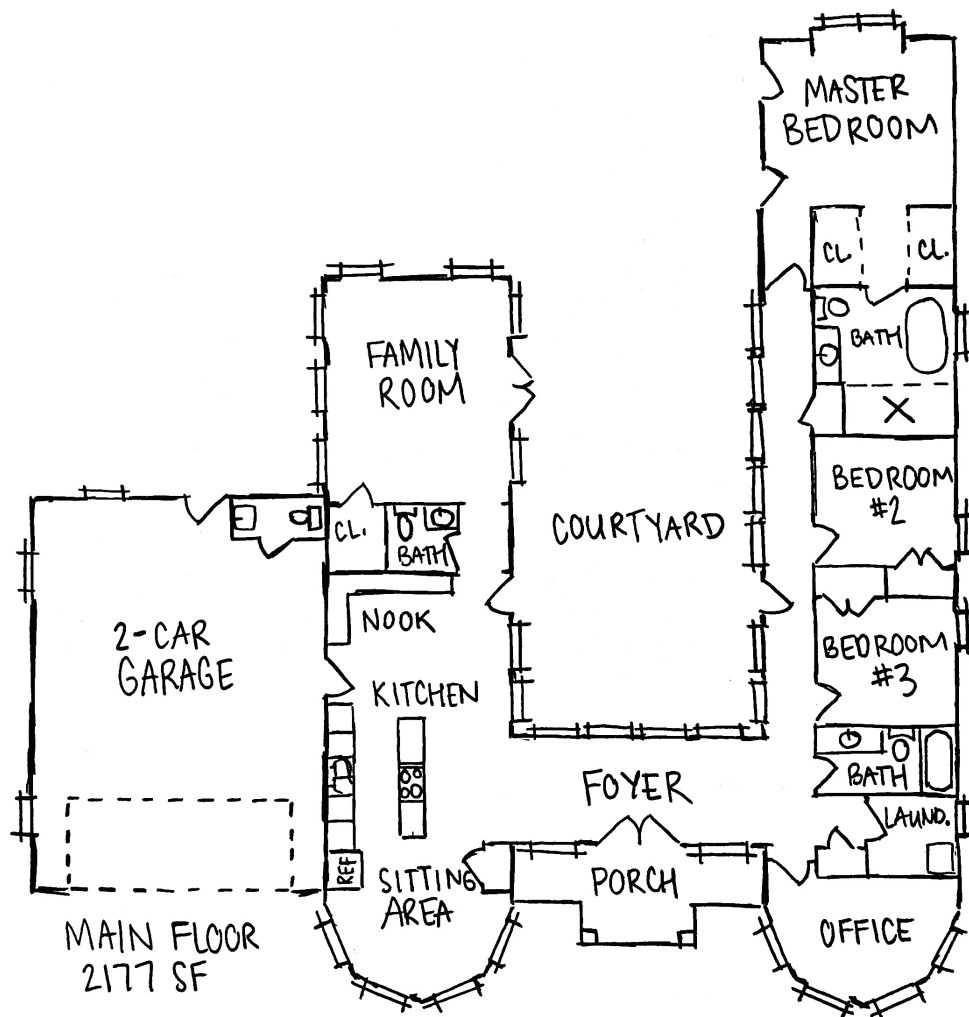 MASTER
BEDROOM
CL.
CL.
BATH
FAMILY
ROOM
BEDROOM
#2
COURTYARD
CL.
BATH
NOOK
2-CAR
GARAGE
BEDROOM
#3
KITCHEN
FOYER
BATH
LAUND.
REF
SITTING
AREA
PORCH
OFFICE
MAIN FLOOR
2177 SF